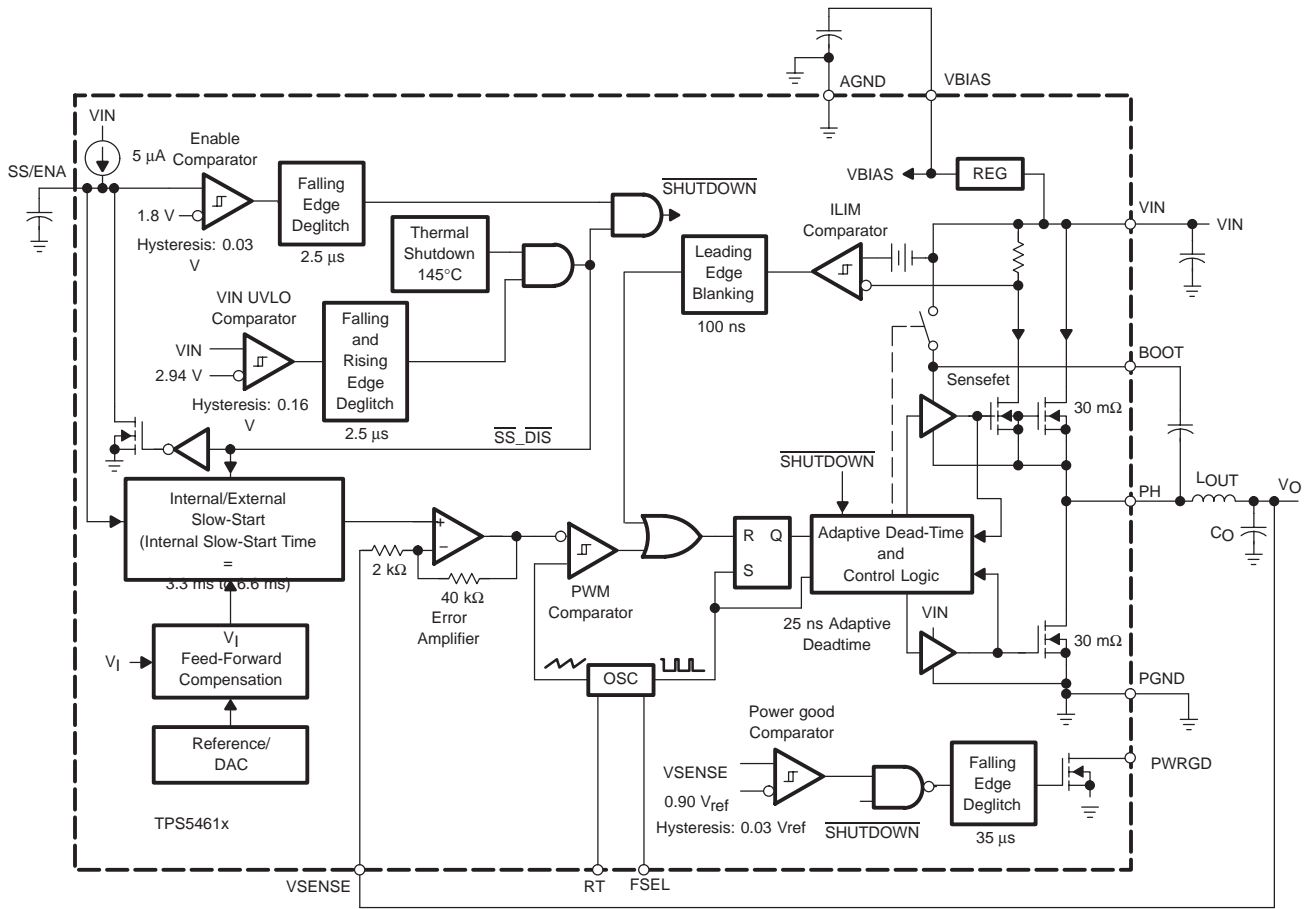 AGND
VBIAS
VIN
5 μA
Enable
Comparator
SS/ENA
1.8 V
Hysteresis: 0.03
V
Falling
Edge
Deglitch
2.5 μs
Thermal
Shutdown
145°C
SHUTDOWN
VBIAS
REG
VIN
VIN
ILIM
Comparator
Leading
Edge
Blanking
100 ns
VIN UVLO
Comparator
VIN
2.94 V
Hysteresis: 0.16
V
Falling
and
Rising
Edge
Deglitch
2.5 μs
SS_DIS
BOOT
Sensefet
30 mΩ
SHUTDOWN
PH
LOUT
VO
CO
Internal/External
Slow-Start
(Internal Slow-Start Time
=
3.3 ms to 6.6 ms)
+
−
2 kΩ
40 kΩ
Error
Amplifier
PWM
Comparator
R Q
S
Adaptive Dead-Time
and
Control Logic
25 ns Adaptive
Deadtime
VIN
30 mΩ
PGND
VI
VI
Feed-Forward
Compensation
Reference/
DAC
OSC
Power good
Comparator
VSENSE
0.90 Vref
Hysteresis: 0.03 Vref
SHUTDOWN
Falling
Edge
Deglitch
35 μs
PWRGD
TPS5461x
VSENSE
RT
FSEL